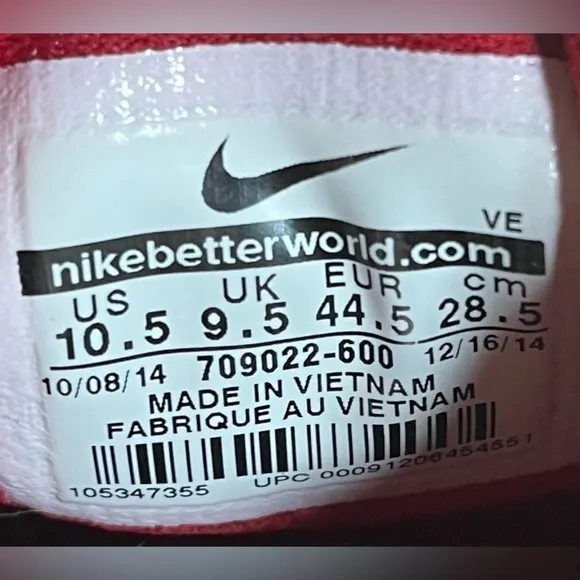 VE
nikebetterworld.com
US UK EUR cm
10.5 9.5 44.5 28.5
10/08/14 709022-600 12/16/14
MADE IN VIETNAM
FABRIQUE AU VIETNAM
105347355 UPC 00091206454551